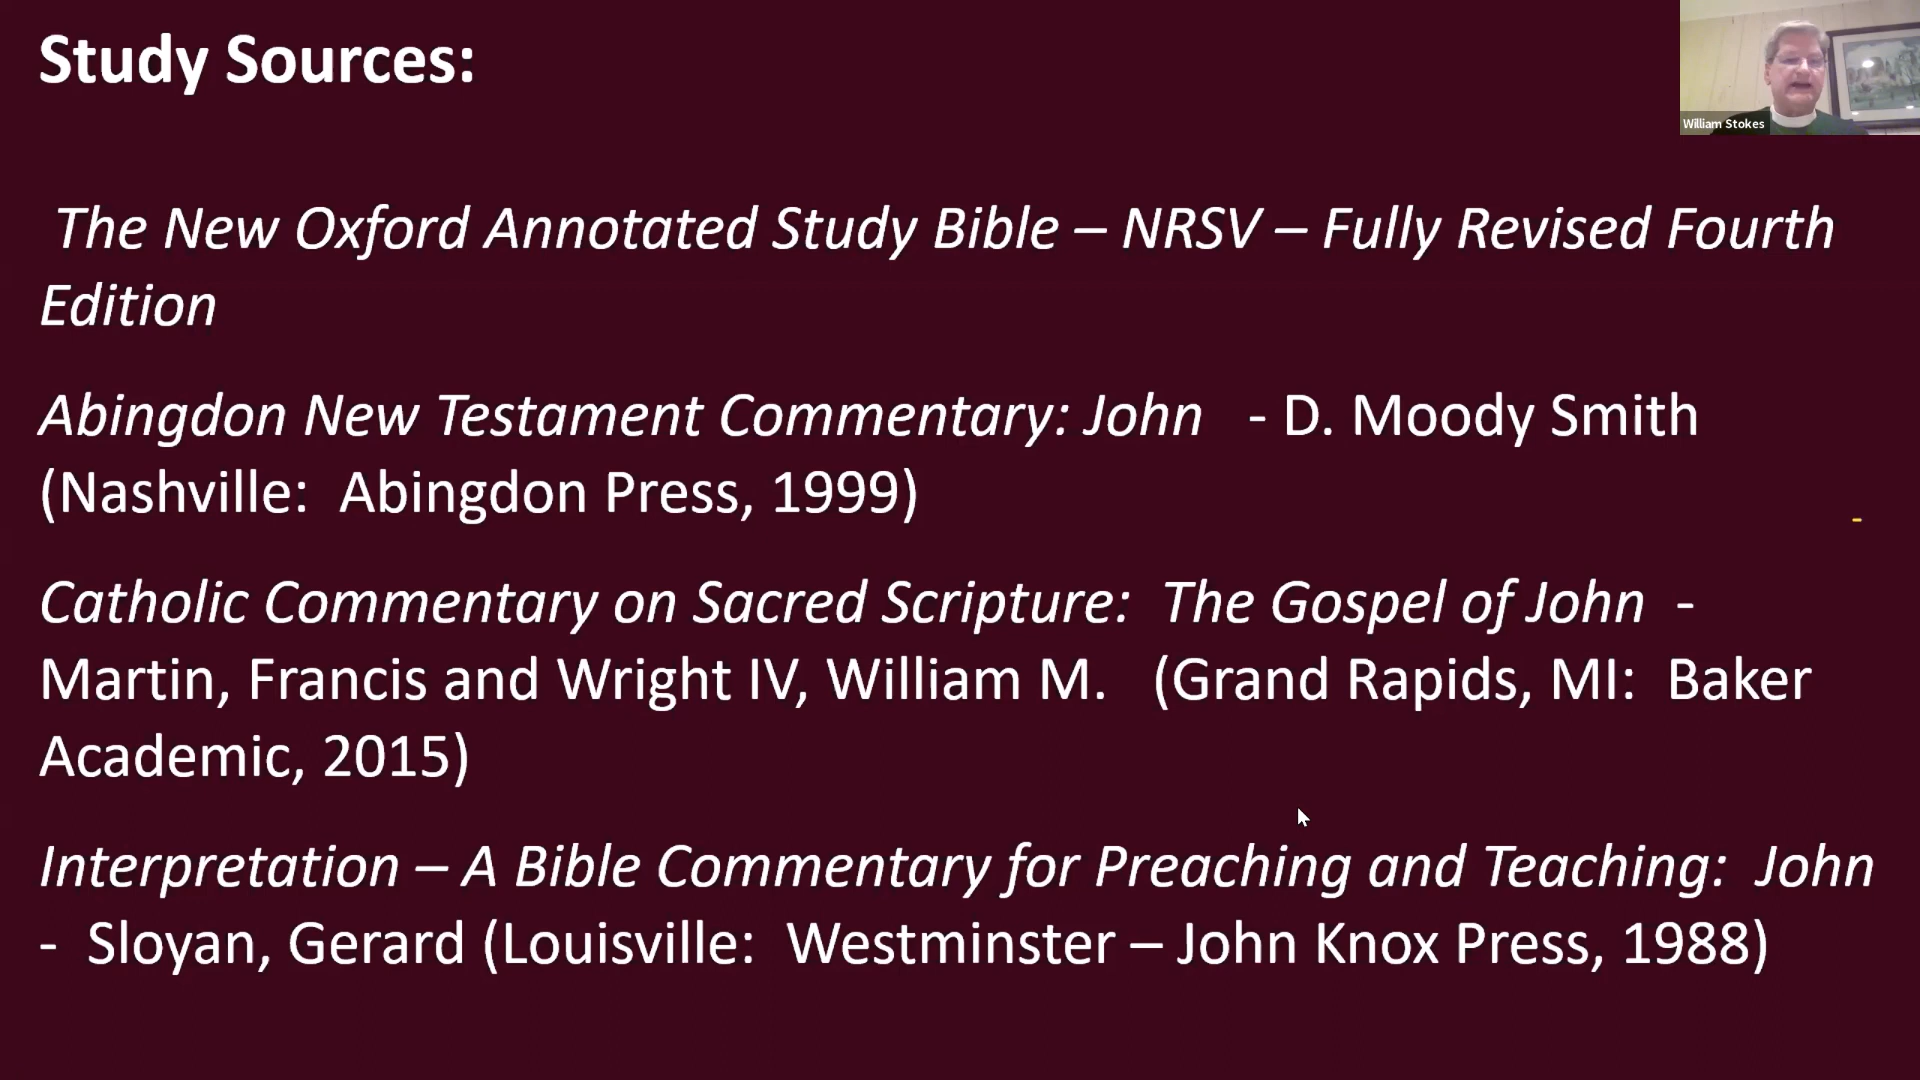 Study Sources:
William Stokes
The New Oxford Annotated Study Bible – NRSV – Fully Revised Fourth
Edition
Abingdon New Testament Commentary: John - D. Moody Smith
(Nashville: Abingdon Press, 1999)
-
Catholic Commentary on Sacred Scripture: The Gospel of John -
Martin, Francis and Wright IV, William M. (Grand Rapids, MI: Baker
Academic, 2015)
Interpretation – A Bible Commentary for Preaching and Teaching: John
- Sloyan, Gerard (Louisville: Westminster – John Knox Press, 1988)